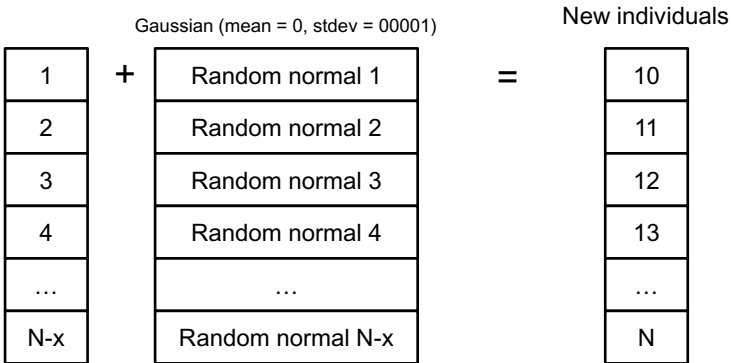 New individuals
Gaussian (mean = 0, stdev = 00001)
1 + Random normal 1 = 10
2 Random normal 2 11
3 Random normal 3 12
4 Random normal 4 13
… … …
N-x Random normal N-x N